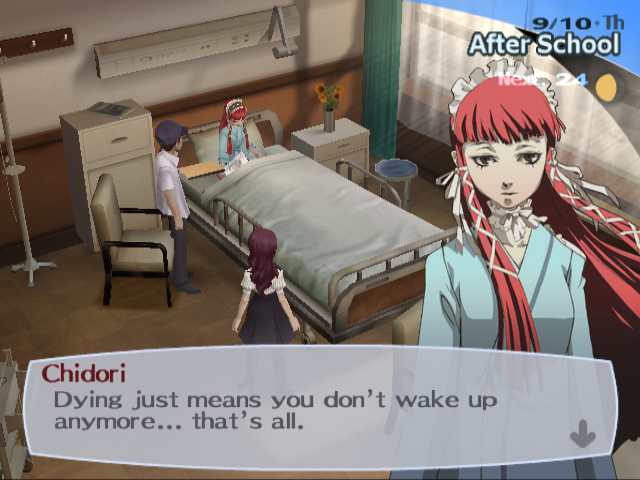 9/10·Th
After School
Next: 24
Chidori
Dying just means you don't wake up
anymore... that's all.